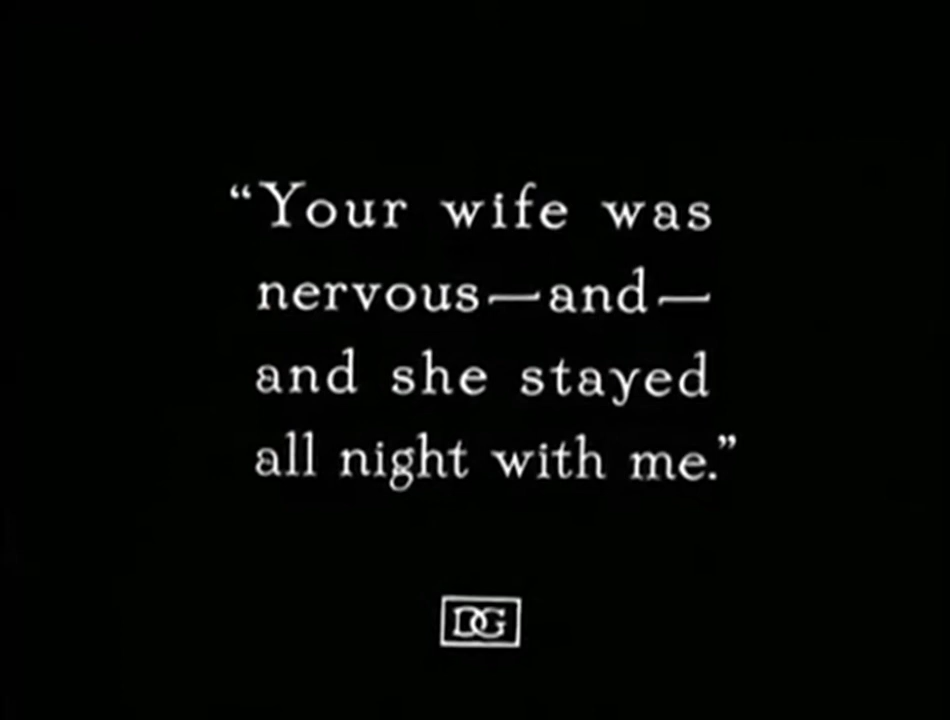 “Your wife was
nervous—and—
and she stayed
all night with me.”
DG